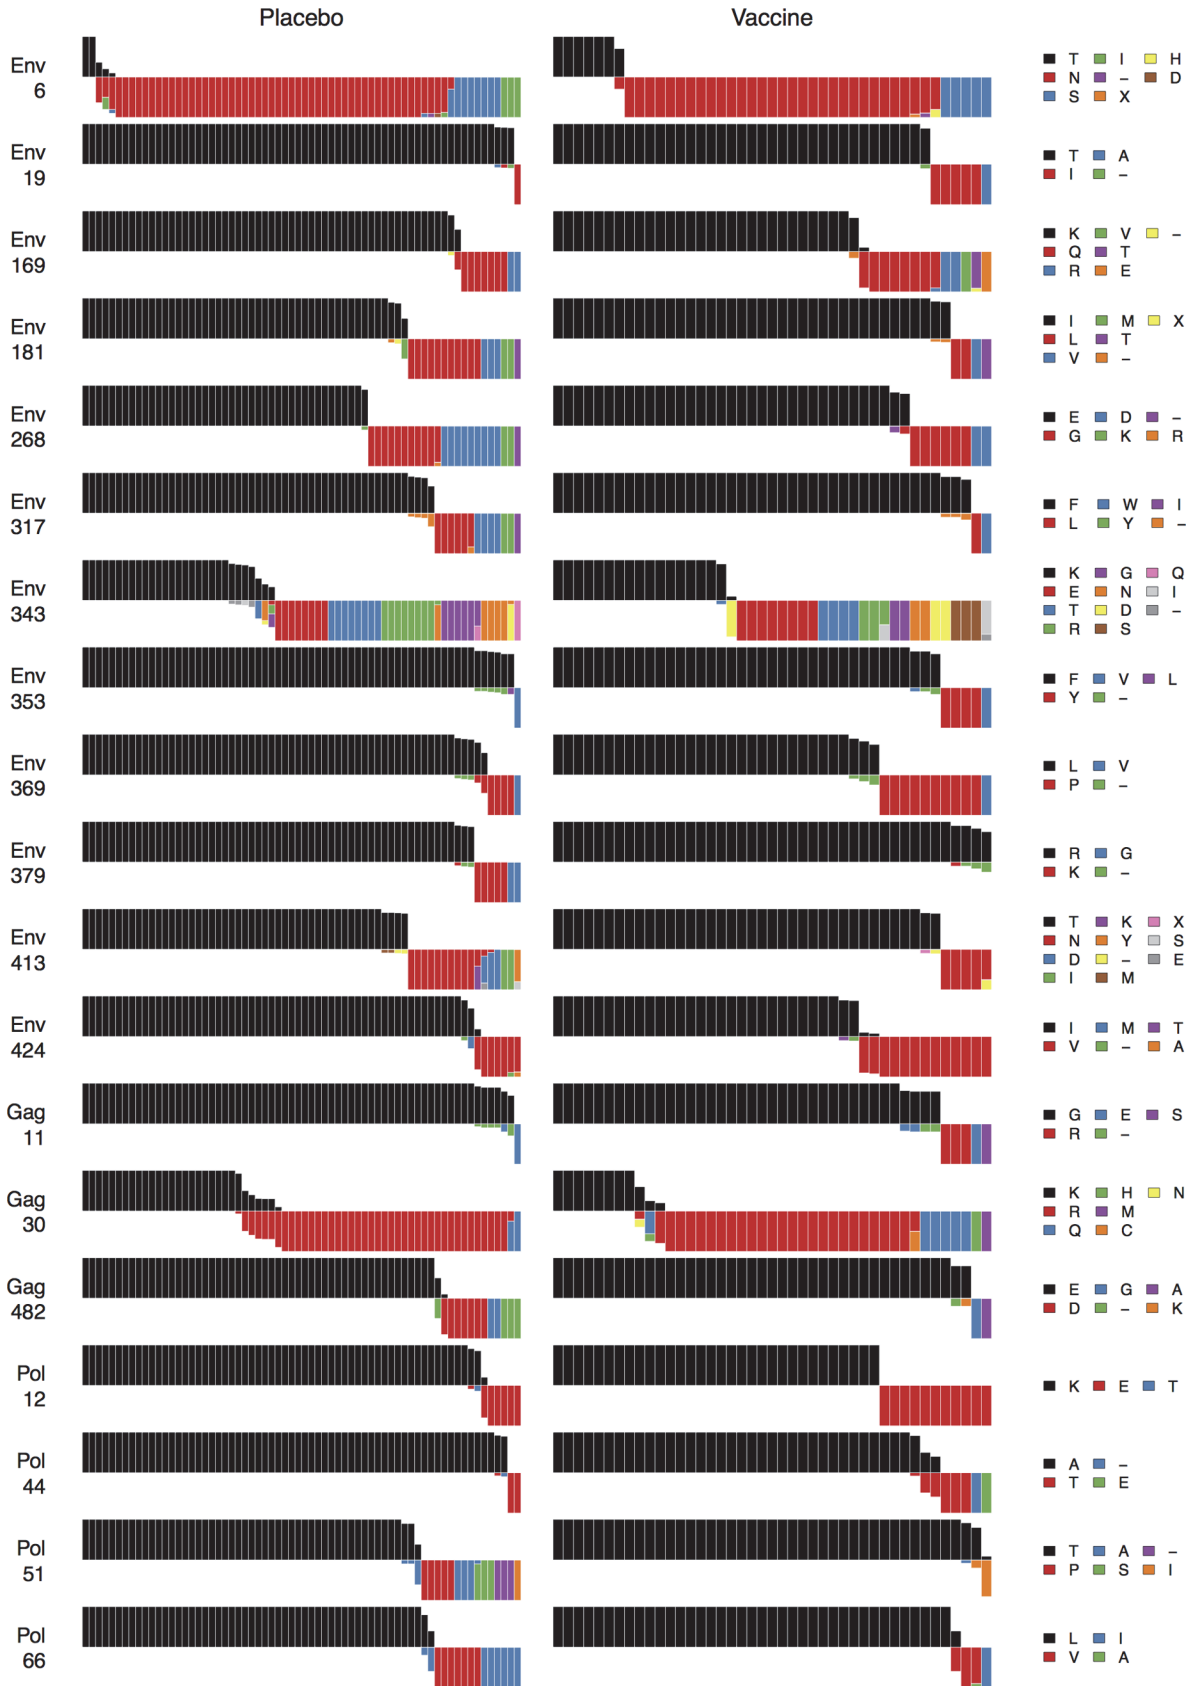 Placebo Vaccine
Env 6
T I H
N – D
S X
Env 19
T A
I –
Env 169
K V –
Q T
R E
Env 181
I M X
L T
V –
Env 268
E D –
G K R
Env 317
F W I
L Y –
Env 343
K G Q
E N I
T D –
R S
Env 353
F V L
Y –
Env 369
L V
P –
Env 379
R G
K –
Env 413
T K X
N Y S
D – E
I M
Env 424
I M T
V – A
Gag 11
G E S
R –
Gag 30
K H N
R M
Q C
Gag 482
E G A
D – K
Pol 12
K E T
Pol 44
A –
T E
Pol 51
T A –
P S I
Pol 66
L I
V A